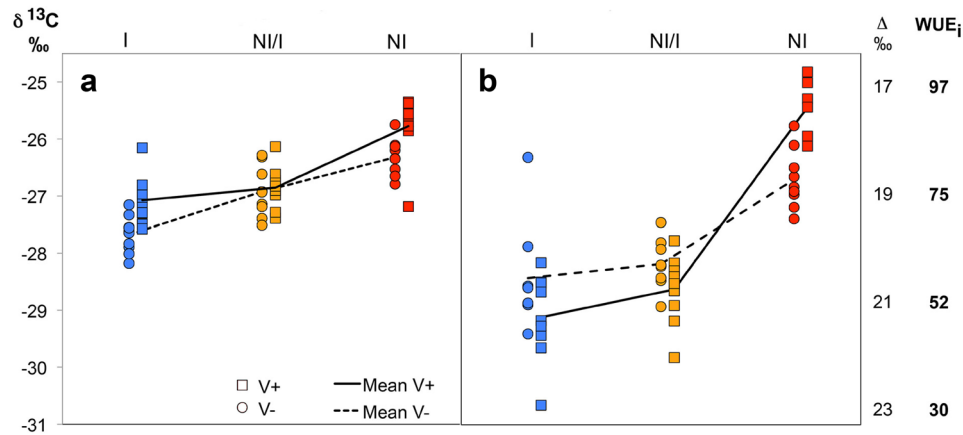 δ 13C
‰
I NI/I NI
I NI/I NI
Δ
‰
WUEi
a
b
-25
-26
-27
-28
-29
-30
-31
17 97
19 75
21 52
23 30
V+ Mean V+
V- Mean V-